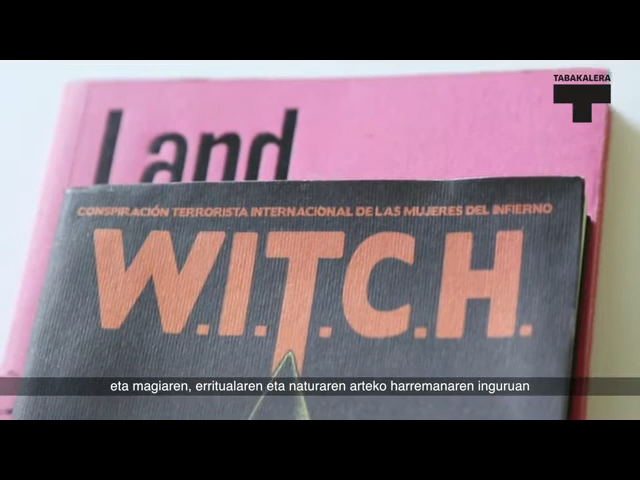 TABAKALERA
Land
CONSPIRACIÓN TERRORISTA INTERNACIONAL DE LAS MUJERES DEL INFIERNO
W.I.T.C.H.
eta magiaren, erritualaren eta naturaren arteko harremanaren inguruan